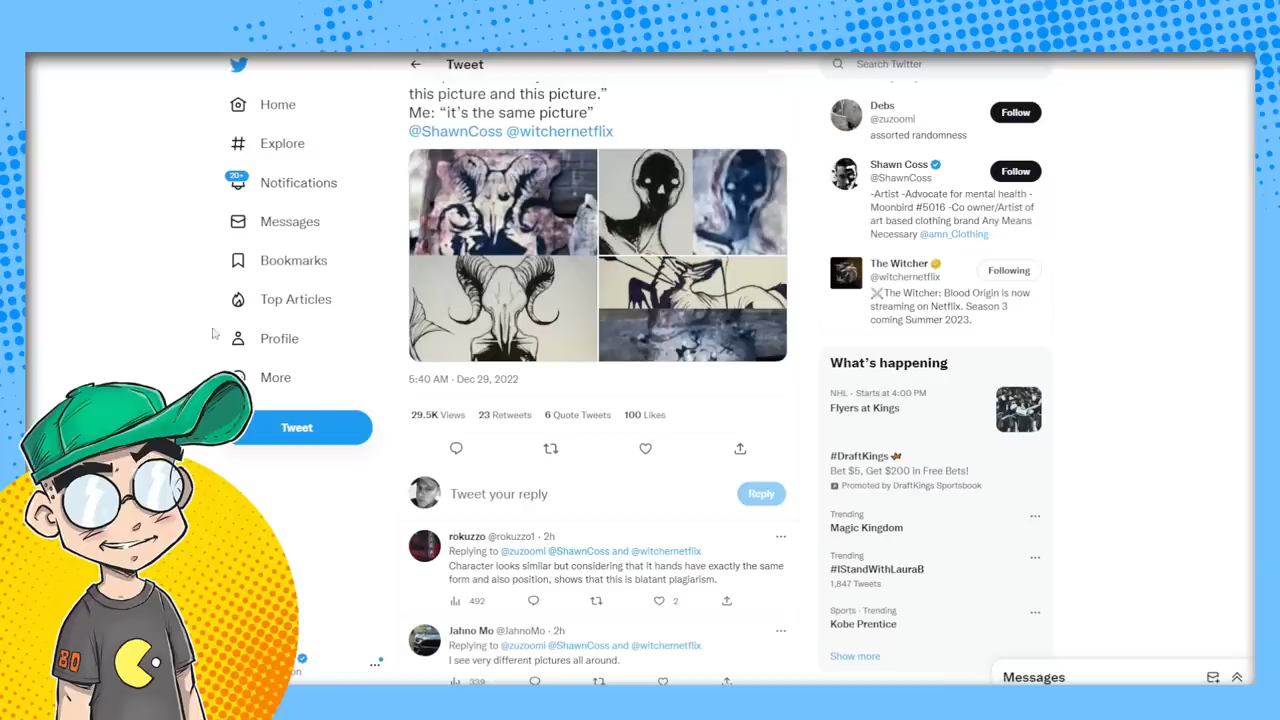 Home
Explore
20+
Notifications
Messages
Bookmarks
Top Articles
Profile
More
Tweet
80
Tweet
this picture and this picture."
Me: “it’s the same picture”
@ShawnCoss @witchernetflix
5:40 AM · Dec 29, 2022
29.5K Views 23 Retweets 6 Quote Tweets 100 Likes
Tweet your reply
Reply
rokuzzo @rokuzzo1 · 2h
Replying to @zuzooml @ShawnCoss and @witchernetflix
Character looks similar but considering that it hands have exactly the same
form and also position, shows that this is blatant plagiarism.
492
2
Jahno Mo @JahnoMo · 2h
Replying to @zuzooml @ShawnCoss and @witchernetflix
I see very different pictures all around.
339
Search Twitter
Debs
@zuzooml
assorted randomness
Follow
Shawn Coss
@ShawnCoss
Follow
-Artist -Advocate for mental health -
Moonbird #5016 -Co owner/Artist of
art based clothing brand Any Means
Necessary @amn_Clothing
The Witcher
@witchernetflix
Following
The Witcher: Blood Origin is now
streaming on Netflix. Season 3
coming Summer 2023.
What’s happening
NHL · Starts at 4:00 PM
Flyers at Kings
#DraftKings
Bet $5, Get $200 in Free Bets!
Promoted by DraftKings Sportsbook
Trending
Magic Kingdom
Trending
#IStandWithLauraB
1,847 Tweets
Sports · Trending
Kobe Prentice
Show more
Messages